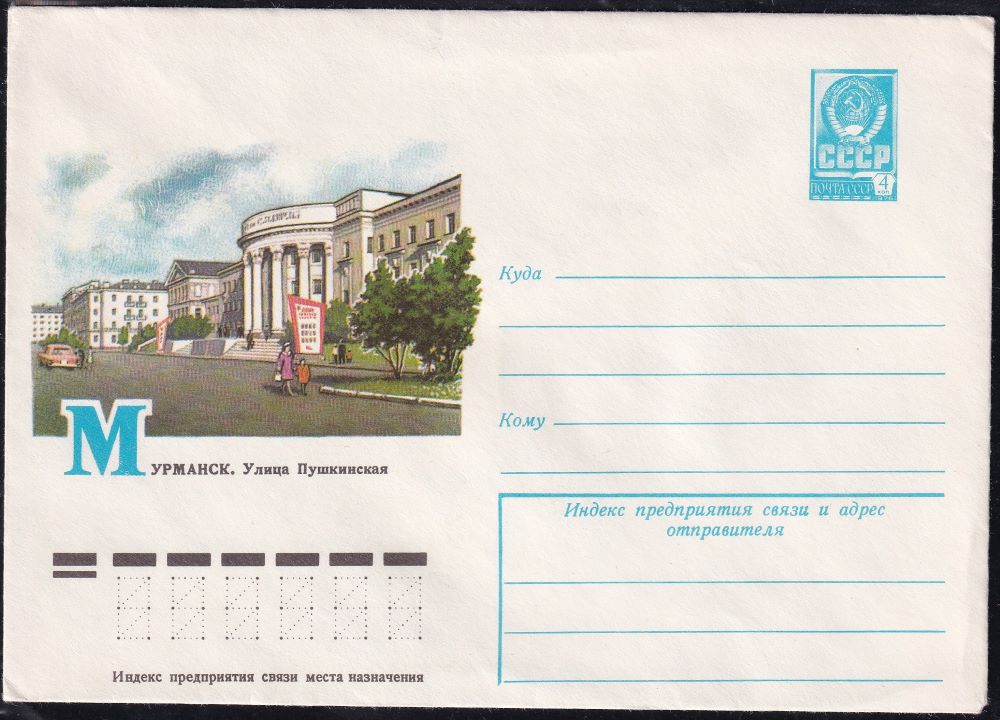 СССР
ПОЧТА СССР
4
коп
Куда
Кому
МУРМАНСК. Улица Пушкинская
Индекс предприятия связи и адрес
отправителя
Индекс предприятия связи места назначения